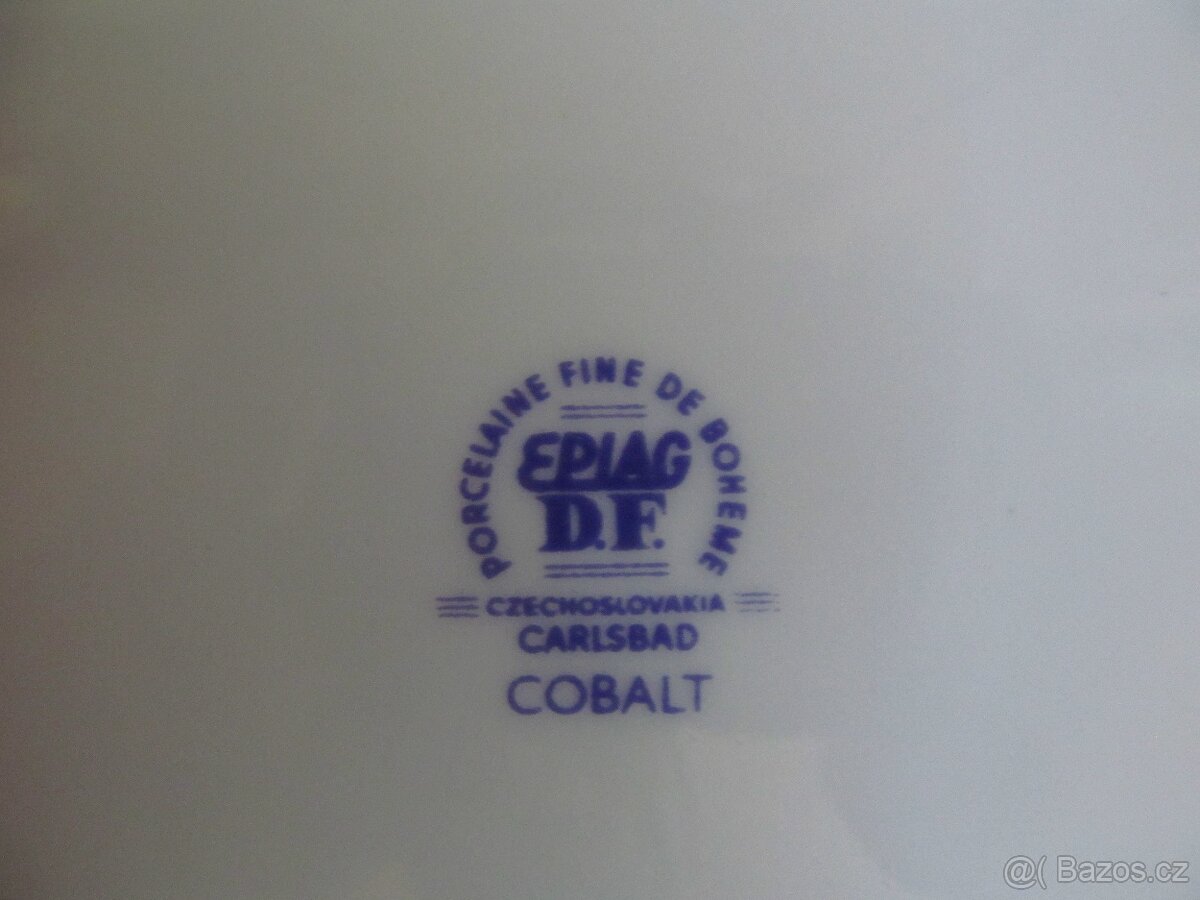 PORCELAINE FINE DE BOHEME
EPIAG
D.F.
CZECHOSLOVAKIA
CARLSBAD
COBALT
@( Bazos.cz